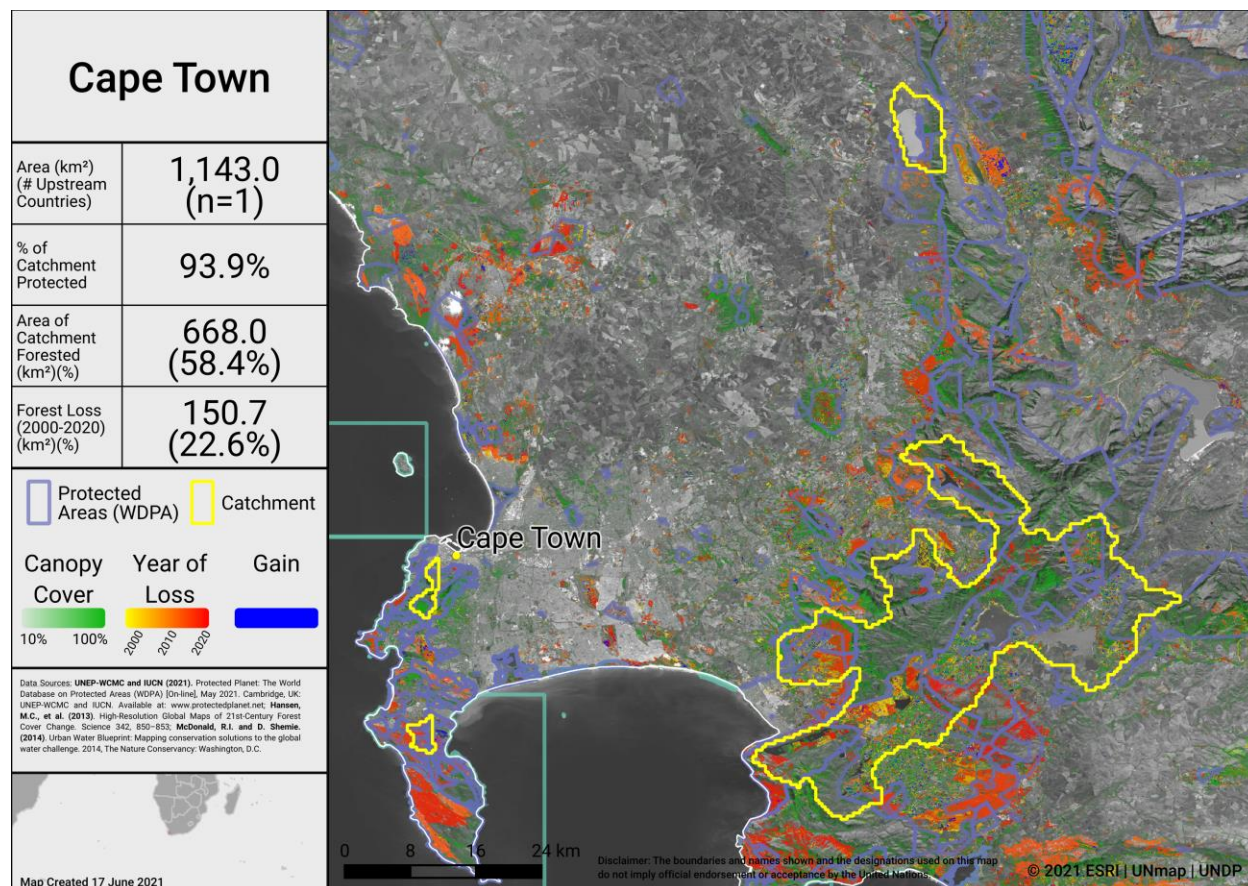 Cape Town
Area (km²)
(# Upstream
Countries)
1,143.0
(n=1)
% of
Catchment
Protected
93.9%
Area of
Catchment
Forested
(km²)(%)
668.0
(58.4%)
Forest Loss
(2000-2020)
(km²)(%)
150.7
(22.6%)
Protected
Areas (WDPA)
Catchment
Canopy
Cover
10% 100%
Year of
Loss
2000 2010 2020
Gain
Data Sources: UNEP-WCMC and IUCN (2021). Protected Planet: The World
Database on Protected Areas (WDPA) [On-line], May 2021. Cambridge, UK:
UNEP-WCMC and IUCN. Available at: www.protectedplanet.net; Hansen,
M.C., et al. (2013). High-Resolution Global Maps of 21st-Century Forest
Cover Change. Science 342, 850–853; McDonald, R.I. and D. Shemie.
(2014). Urban Water Blueprint: Mapping conservation solutions to the global
water challenge. 2014, The Nature Conservancy: Washington, D.C.
Map Created 17 June 2021
Cape Town
0 8 16 24 km
Disclaimer: The boundaries and names shown and the designations used on this map
do not imply official endorsement or acceptance by the United Nations.
© 2021 ESRI | UNmap | UNDP